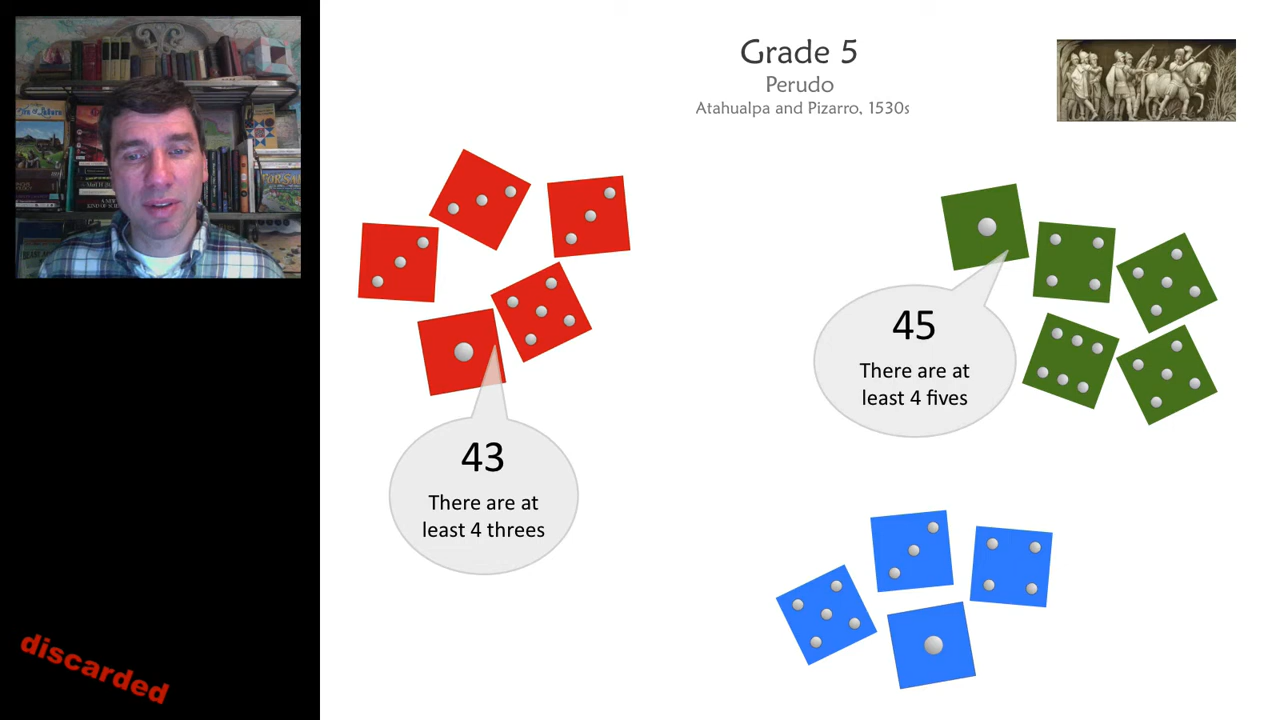 Grade 5
Perudo
Atahualpa and Pizarro, 1530s
45
There are at
least 4 fives
43
There are at
least 4 threes
discarded